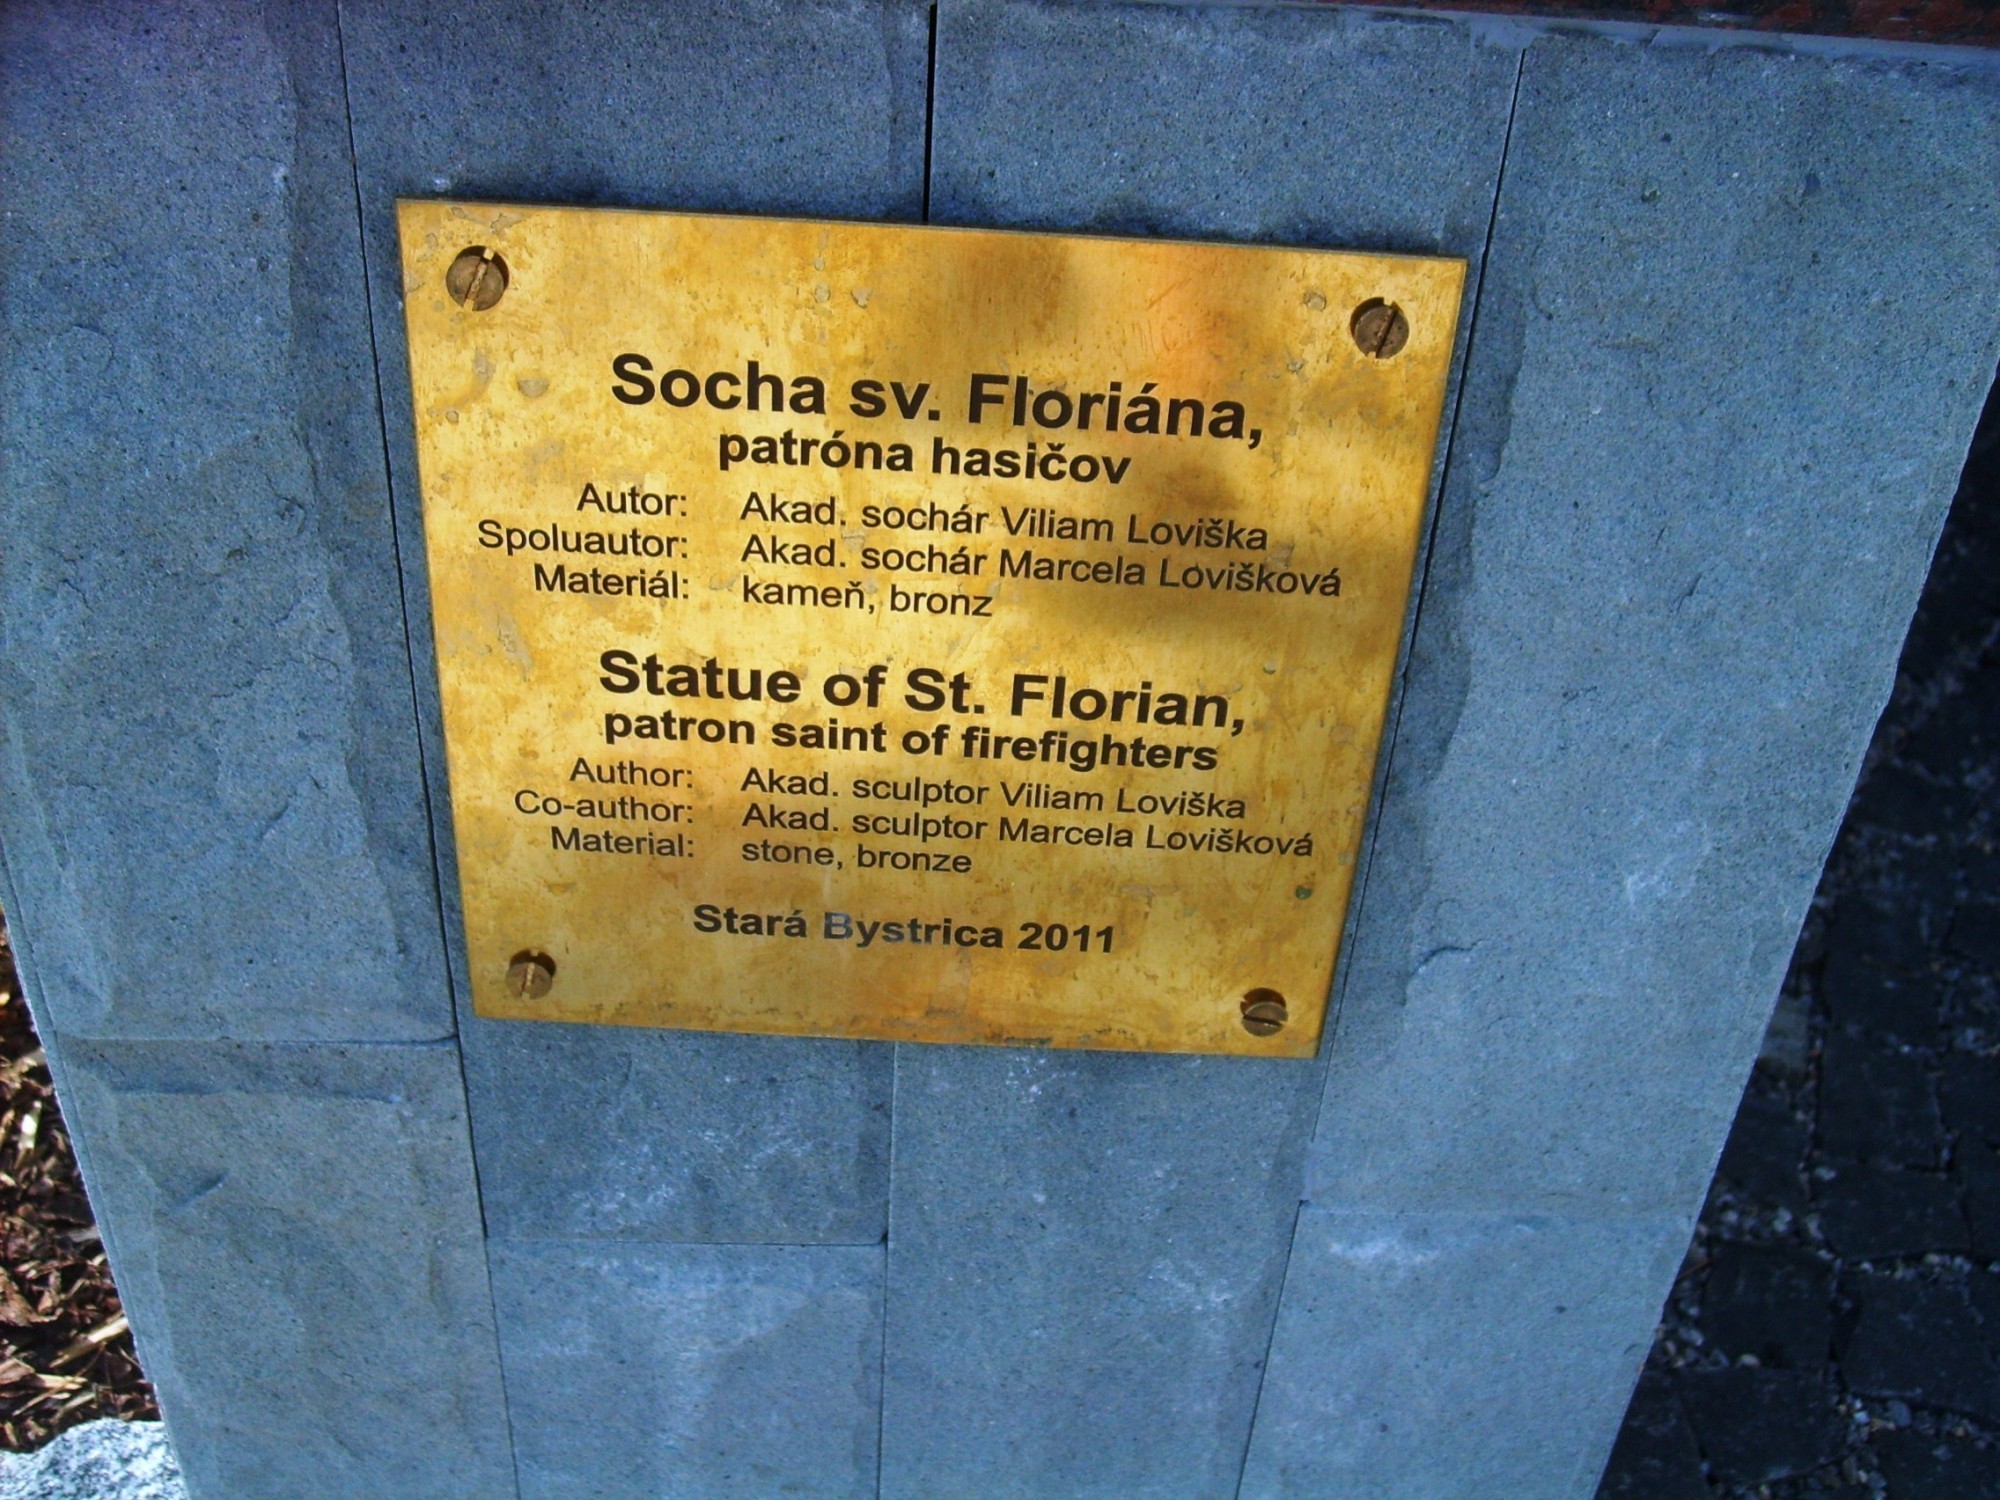 Socha sv. Floriána,
patróna hasičov
Autor: Akad. sochár Viliam Loviška
Spoluautor: Akad. sochár Marcela Lovišková
Materiál: kameň, bronz
Statue of St. Florian,
patron saint of firefighters
Author: Akad. sculptor Viliam Loviška
Co-author: Akad. sculptor Marcela Lovišková
Material: stone, bronze
Stará Bystrica 2011